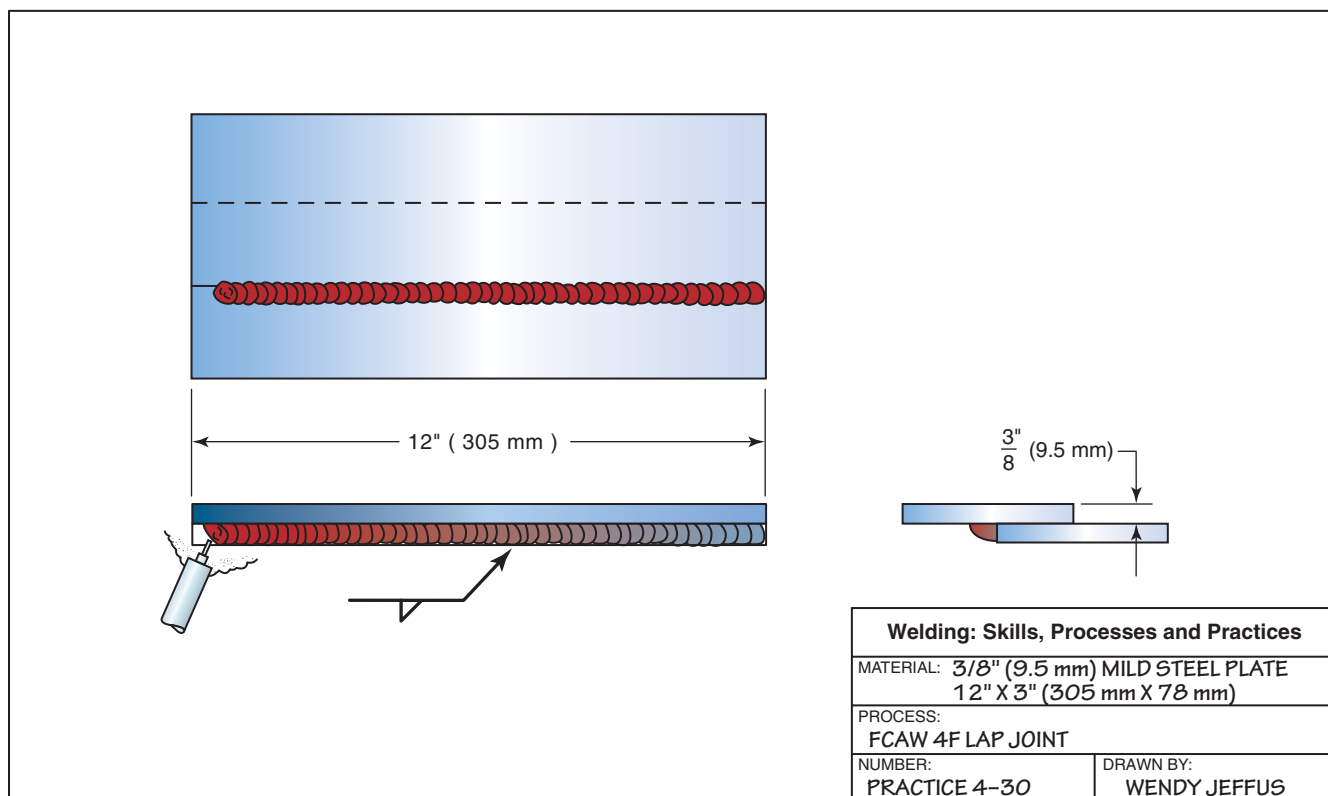 12" ( 305 mm )
3"
8 (9.5 mm)
Welding: Skills, Processes and Practices
MATERIAL: 3/8" (9.5 mm) MILD STEEL PLATE
12" X 3" (305 mm X 78 mm)
PROCESS:
FCAW 4F LAP JOINT
NUMBER:
PRACTICE 4-30
DRAWN BY:
WENDY JEFFUS